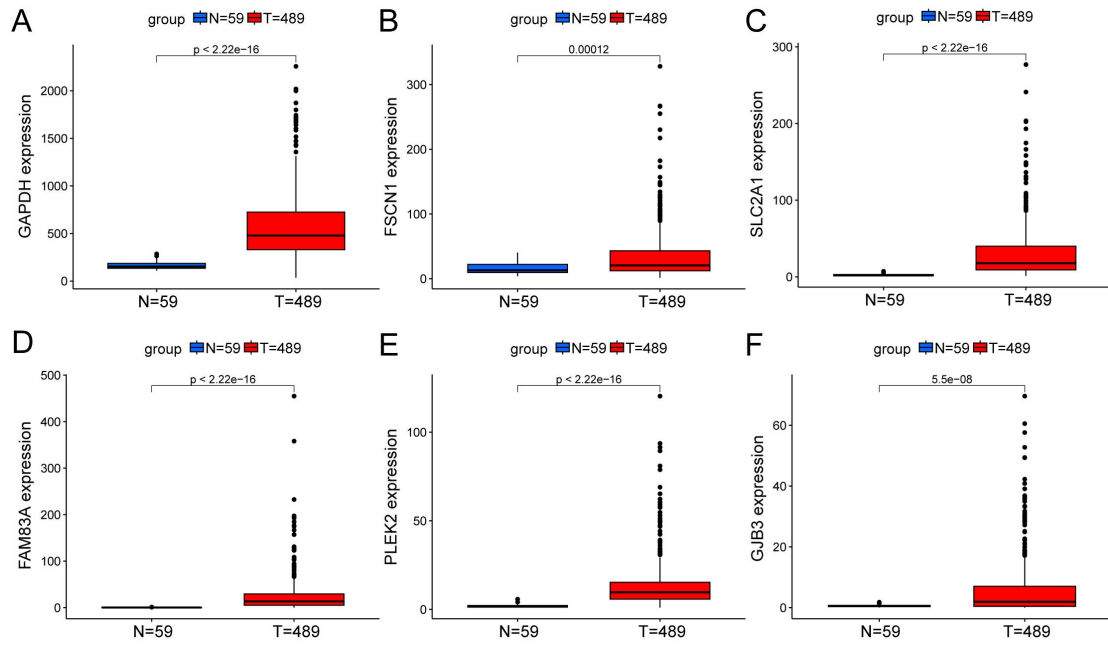 A
group N=59 T=489
p < 2.22e−16
GAPDH expression
2000
1500
1000
500
0
N=59 T=489
B
group N=59 T=489
0.00012
FSCN1 expression
300
200
100
0
N=59 T=489
C
group N=59 T=489
p < 2.22e−16
SLC2A1 expression
300
200
100
0
N=59 T=489
D
group N=59 T=489
p < 2.22e−16
FAM83A expression
500
400
300
200
100
0
N=59 T=489
E
group N=59 T=489
p < 2.22e−16
PLEK2 expression
100
50
0
N=59 T=489
F
group N=59 T=489
5.5e−08
GJB3 expression
60
40
20
0
N=59 T=489